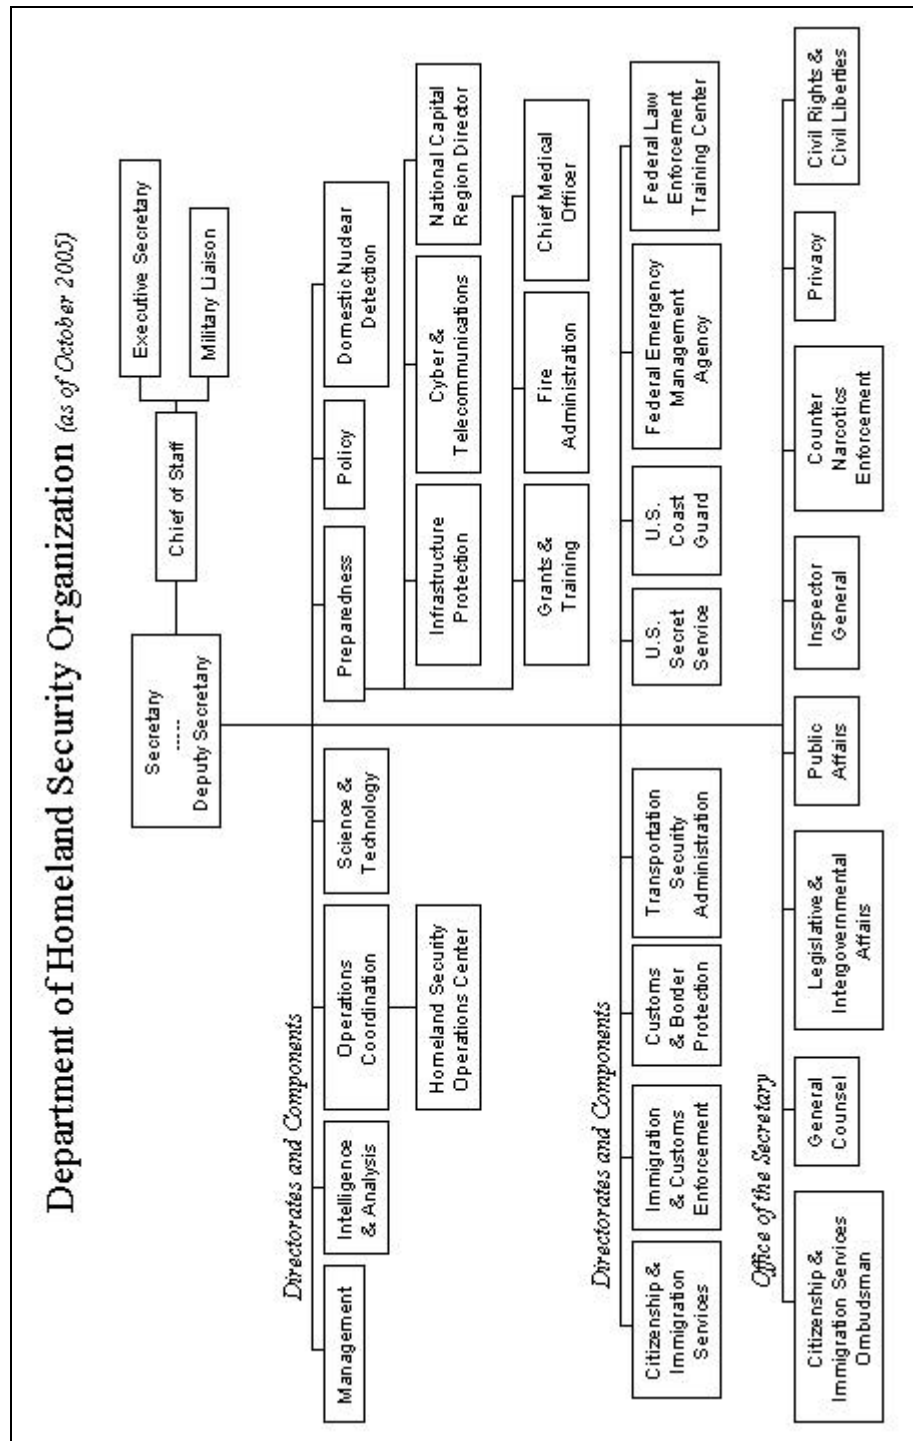 Department of Homeland Security Organization (as of October 2005)
Secretary
-----
Deputy Secretary
Chief of Staff
Executive Secretary
Military Liaison
Directorates and Components
Management
Intelligence
& Analysis
Operations
Coordination
Science &
Technology
Preparedness
Policy
Domestic Nuclear
Detection
Homeland Security
Operations Center
Infrastructure
Protection
Cyber &
Telecommunications
National Capital
Region Director
Grants &
Training
Fire
Administration
Chief Medical
Officer
Directorates and Components
Citizenship &
Immigration
Services
Immigration
& Customs
Enforcement
Customs
& Border
Protection
Transportation
Security
Administration
U.S.
Secret
Service
U.S.
Coast
Guard
Federal Emergency
Management
Agency
Federal Law
Enforcement
Training Center
Office of the Secretary
Citizenship &
Immigration Services
Ombudsman
General
Counsel
Legislative &
Intergovernmental
Affairs
Public
Affairs
Inspector
General
Counter
Narcotics
Enforcement
Privacy
Civil Rights &
Civil Liberties